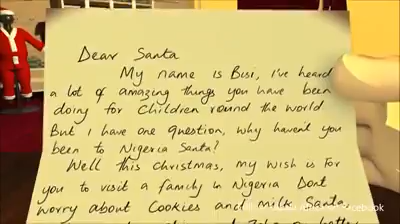 Dear Santa
My name is Bisi, I've heard
a lot of amazing things you have been
doing for Children round the world
But I have one question, why haven't you
been to Nigeria Santa?
Well this christmas, my wish is for
you to visit a family in Nigeria Dont
worry about Cookies and milk Santa,